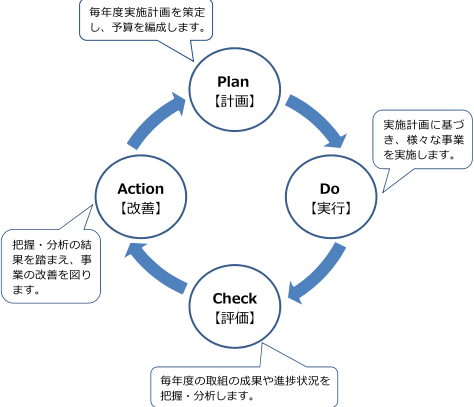 毎年度実施計画を策定
し、予算を編成します。
Plan
【計画】
実施計画に基づ
き、様々な事業
を実施します。
Do
【実行】
Action
【改善】
把握・分析の結
果を踏まえ、事
業の改善を図り
ます。
Check
【評価】
毎年度の取組の成果や進捗状況を
把握・分析します。